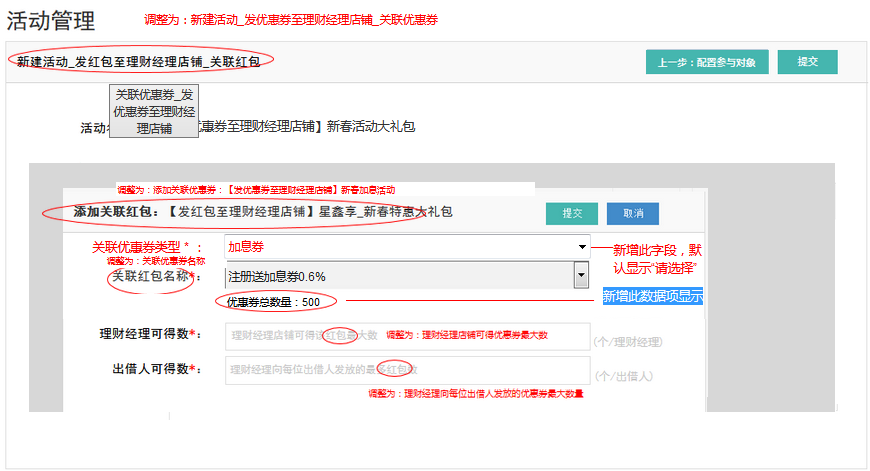 活动管理
调整为：新建活动_发优惠券至理财经理店铺_关联优惠券
新建活动_发红包至理财经理店铺_关联红包
上一步：配置参与对象
提交
关联优惠券_发
优惠券至理财经
理店铺
活动
优惠券至理财经理店铺】新春活动大礼包
调整为：添加关联优惠券：【发优惠券至理财经理店铺】新春加息活动
添加关联红包：【发红包至理财经理店铺】星鑫享_新春特惠大礼包
提交
取消
关联优惠券类型 * ：
加息券
新增此字段，默
认显示“请选择”
调整为：关联优惠券名称
关联红包名称*：
注册送加息券0.6%
优惠券总数量：500
新增此数据项显示
理财经理可得数*：
理财经理店铺可得该红包最大数
调整为：理财经理店铺可得优惠券最大数
(个/理财经理)
出借人可得数*：
理财经理向每位出借人发放的最多红包数
(个/出借人)
调整为：理财经理向每位出借人发放的优惠券最大数量